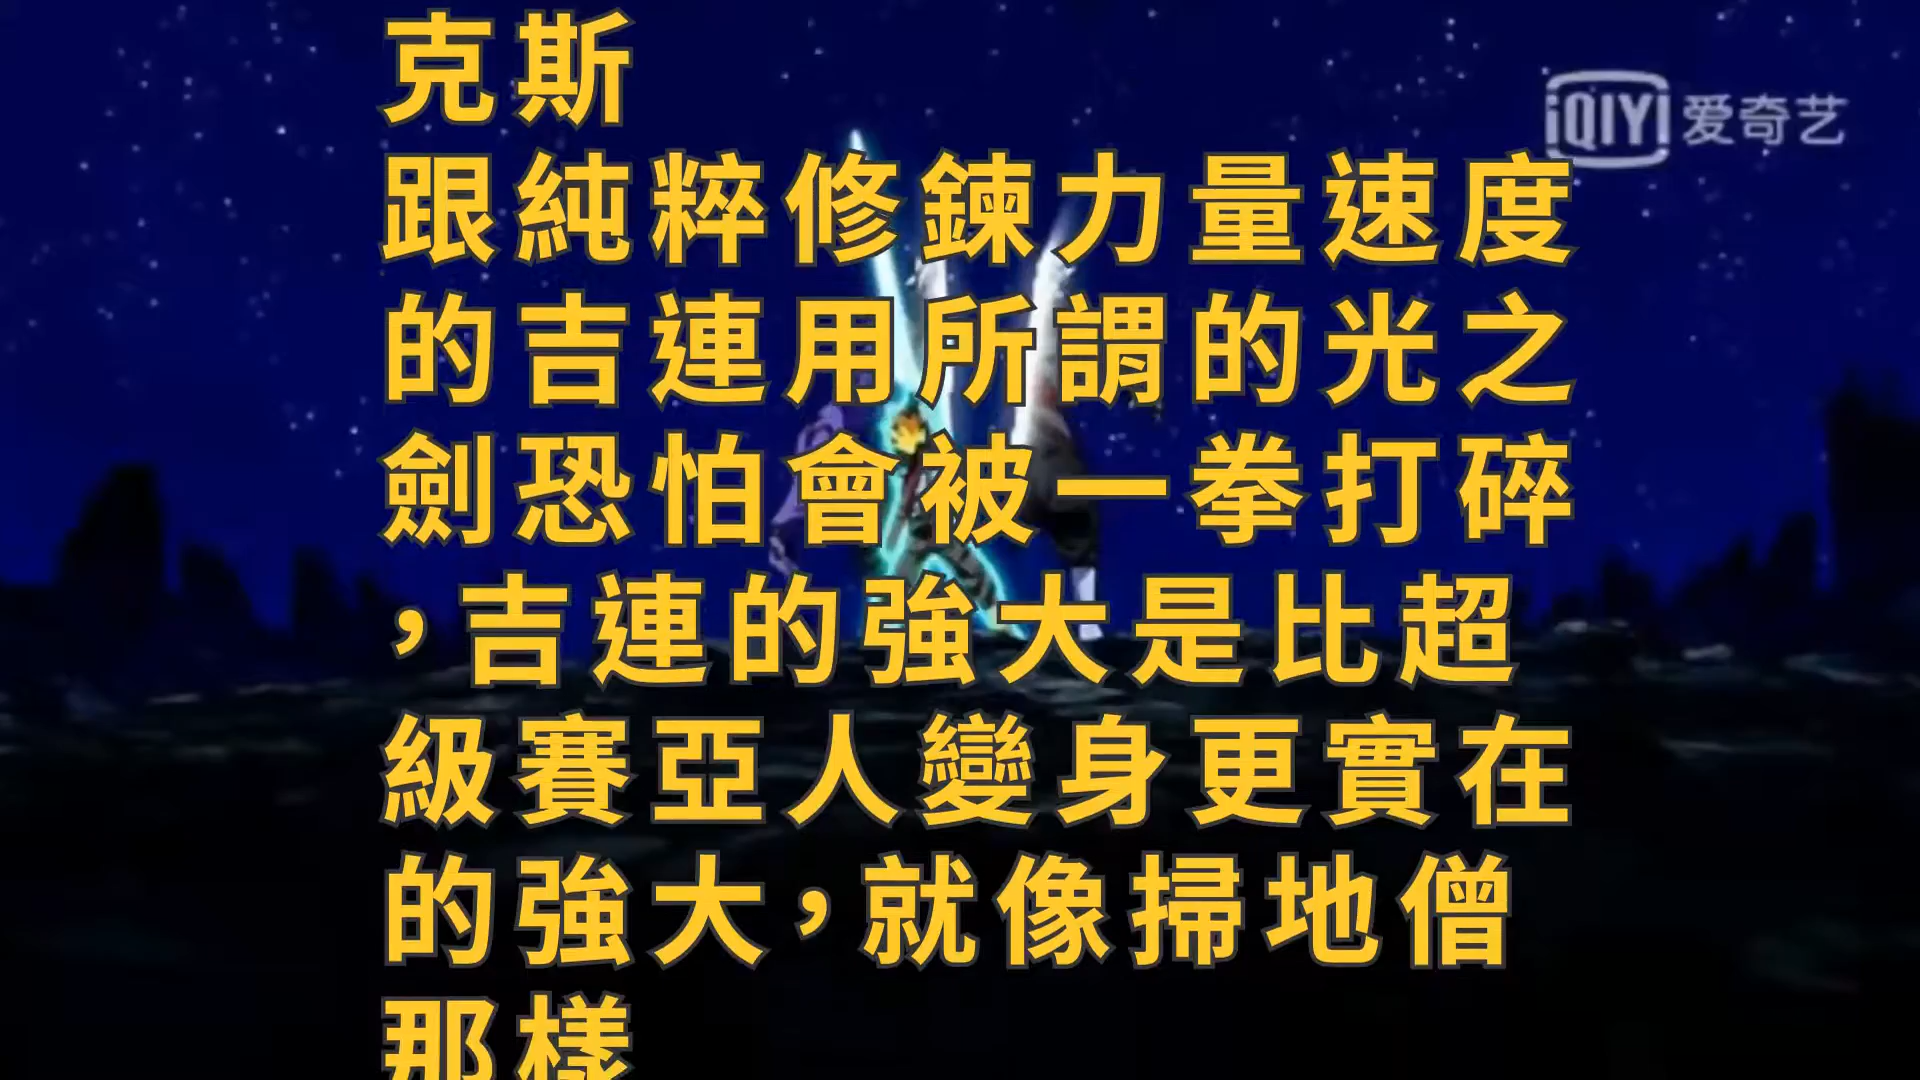 克斯
iQIYI 爱奇艺
跟純粹修鍊力量速度
的吉連用所謂的光之
劍恐怕會被一拳打碎
，吉連的強大是比超
級賽亞人變身更實在
的強大，就像掃地僧
那樣